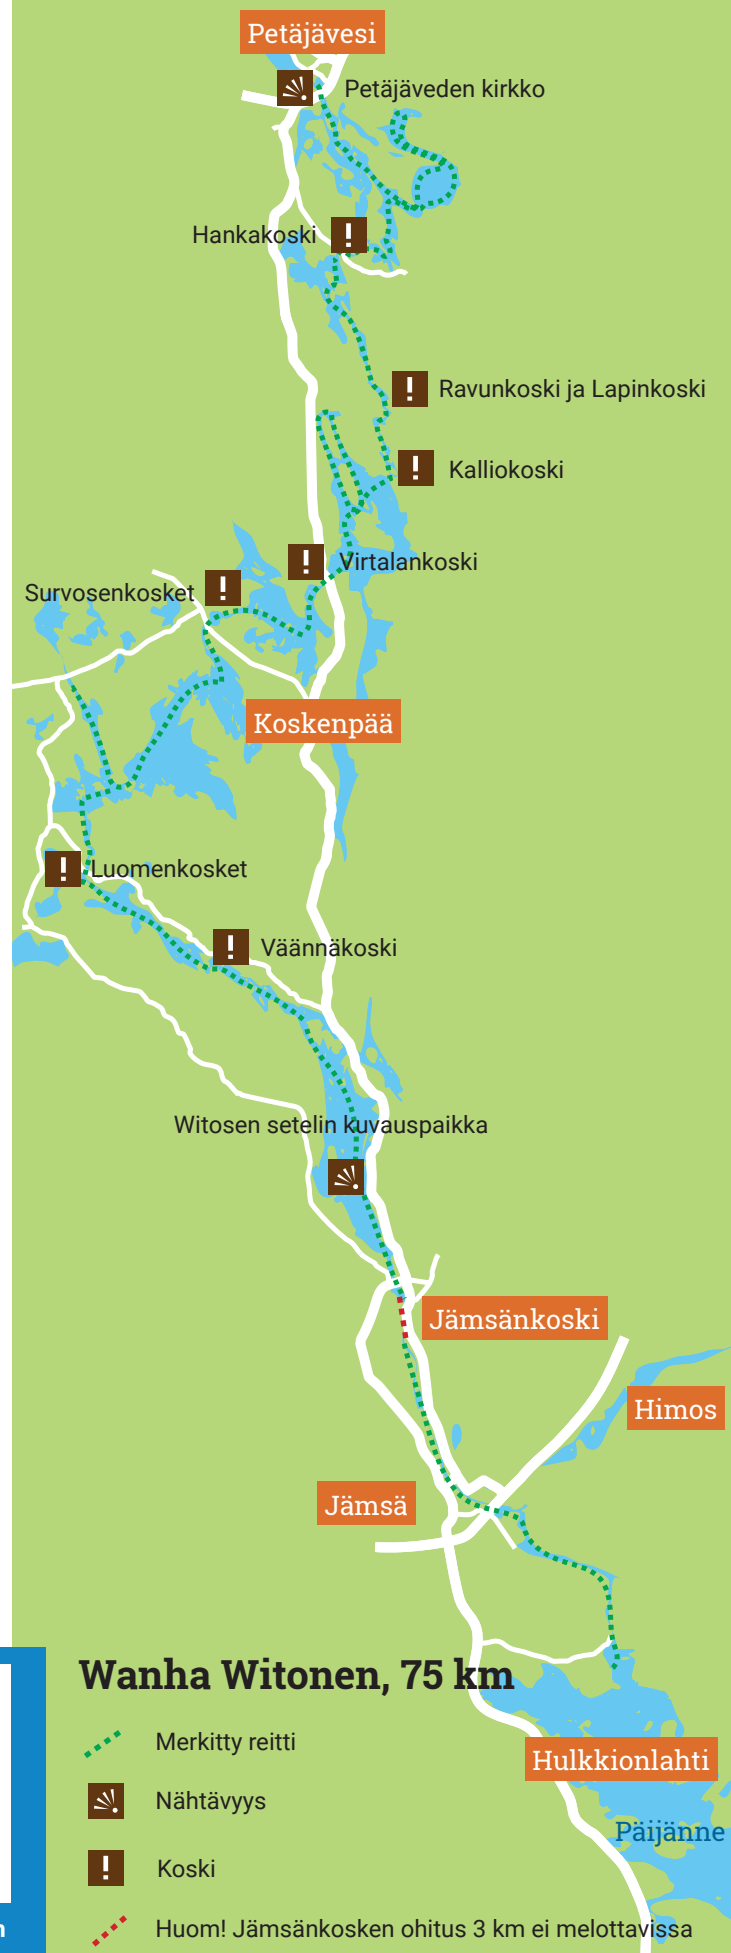 Petäjävesi
Petäjäveden kirkko
Hankakoski
Ravunkoski ja Lapinkoski
Kalliokoski
Virtalankoski
Survosenkosket
Koskenpää
Luomenkosket
Väännäkoski
Witosen setelin kuvauspaikka
Jämsänkoski
Himos
Jämsä
Wanha Witonen, 75 km
Merkitty reitti
Hulkkionlahti
Nähtävyys
Päijänne
Koski
Huom! Jämsänkosken ohitus 3 km ei melottavissa